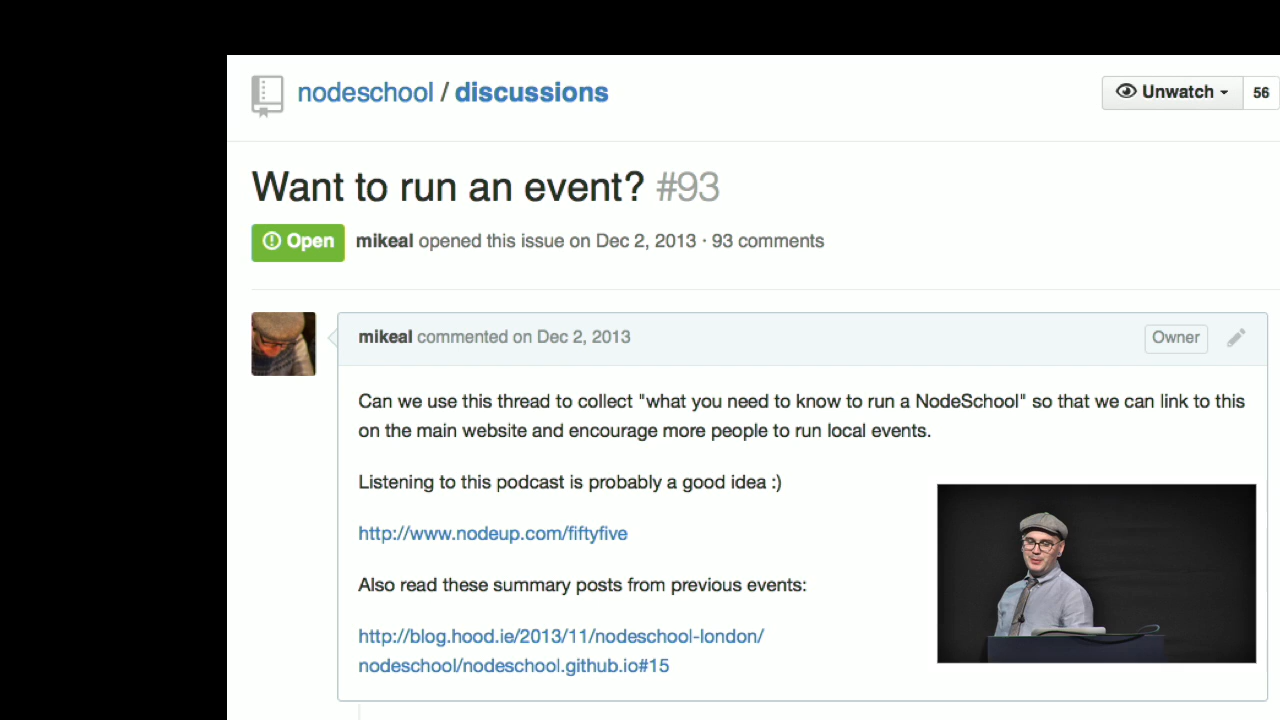 nodeschool / discussions
Unwatch 56
Want to run an event? #93
Open mikeal opened this issue on Dec 2, 2013 · 93 comments
mikeal commented on Dec 2, 2013 Owner
Can we use this thread to collect "what you need to know to run a NodeSchool" so that we can link to this
on the main website and encourage more people to run local events.
Listening to this podcast is probably a good idea :)
http://www.nodeup.com/fiftyfive
Also read these summary posts from previous events:
http://blog.hood.ie/2013/11/nodeschool-london/
nodeschool/nodeschool.github.io#15